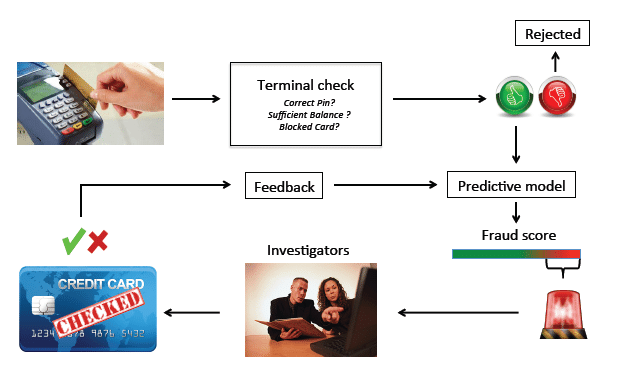 Rejected
Terminal check
Correct Pin?
Sufficient Balance ?
Blocked Card?
Feedback
Predictive model
Fraud score
Investigators
CREDIT CARD
CHECKED
1234 5678 9876 5432